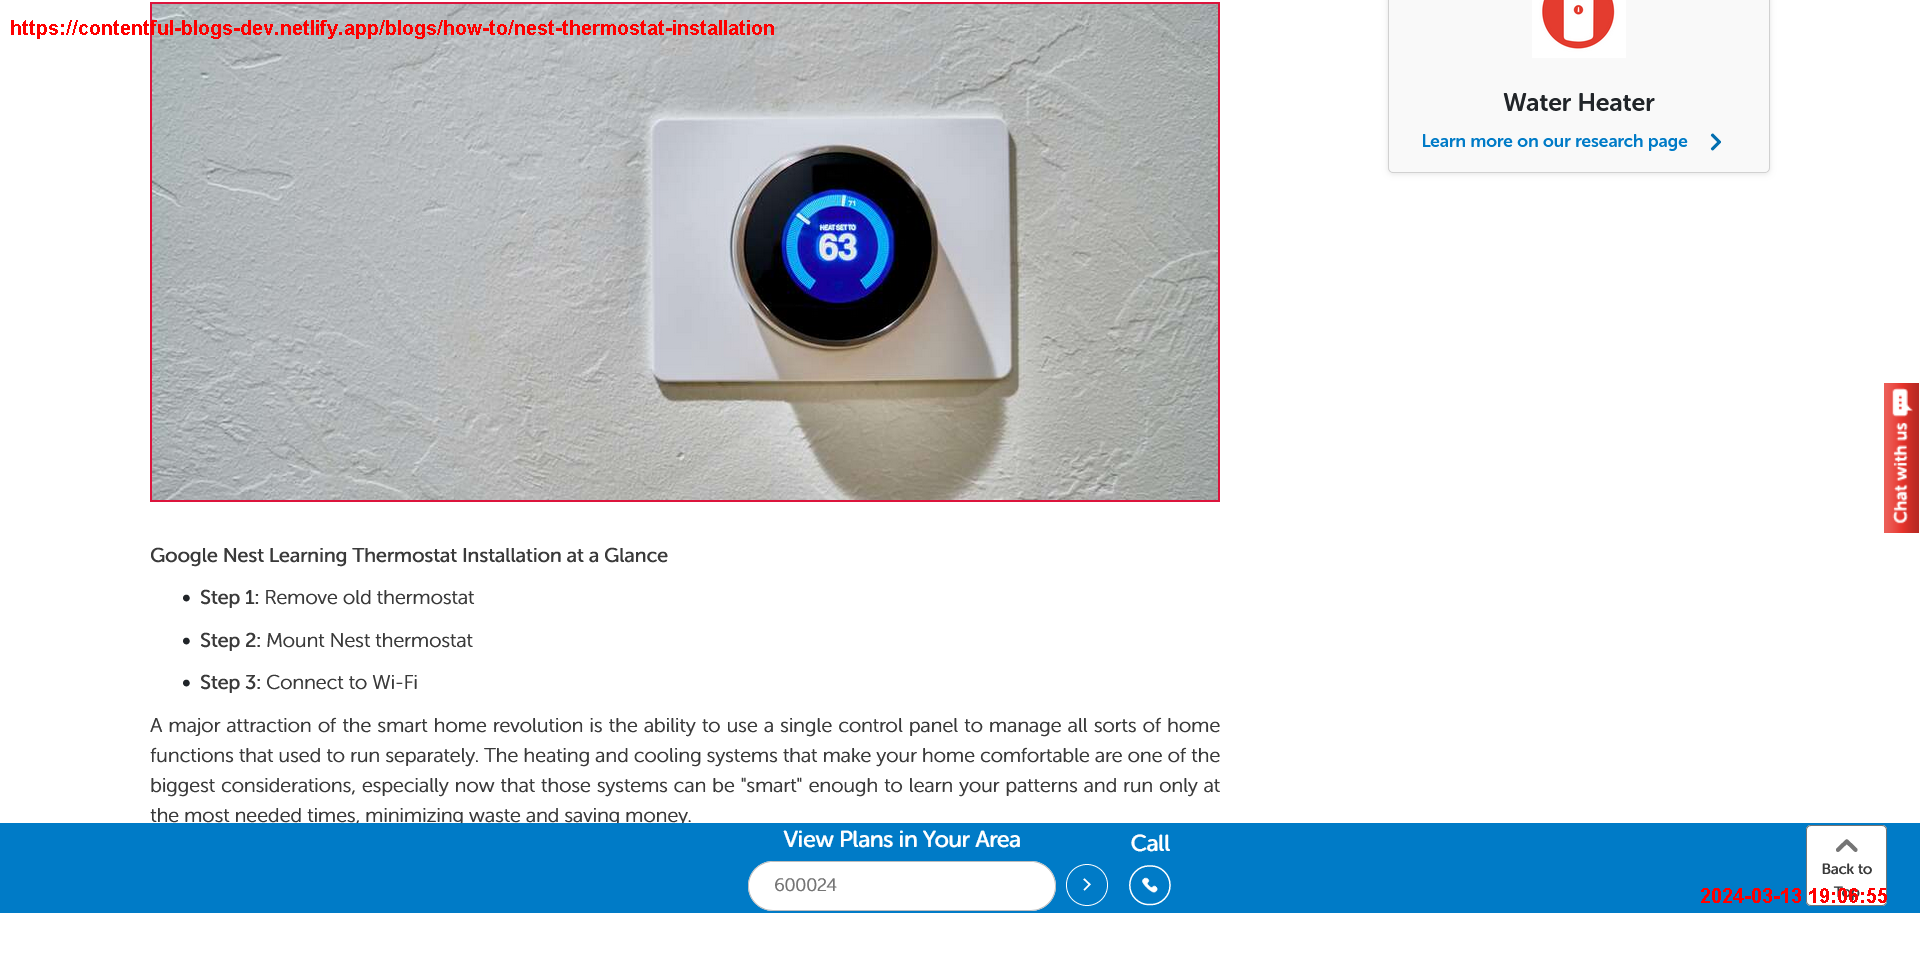 https://contentful-blogs-dev.netlify.app/blogs/how-to/nest-thermostat-installation
71
HEAT SET TO
63
Water Heater
Learn more on our research page
Chat with us
Google Nest Learning Thermostat Installation at a Glance
Step 1: Remove old thermostat
Step 2: Mount Nest thermostat
Step 3: Connect to Wi-Fi
A major attraction of the smart home revolution is the ability to use a single control panel to manage all sorts of home
functions that used to run separately. The heating and cooling systems that make your home comfortable are one of the
biggest considerations, especially now that those systems can be "smart" enough to learn your patterns and run only at
the most needed times, minimizing waste and saving money.
View Plans in Your Area
Call
600024
Back to
Top
2024-03-13 19:06:55